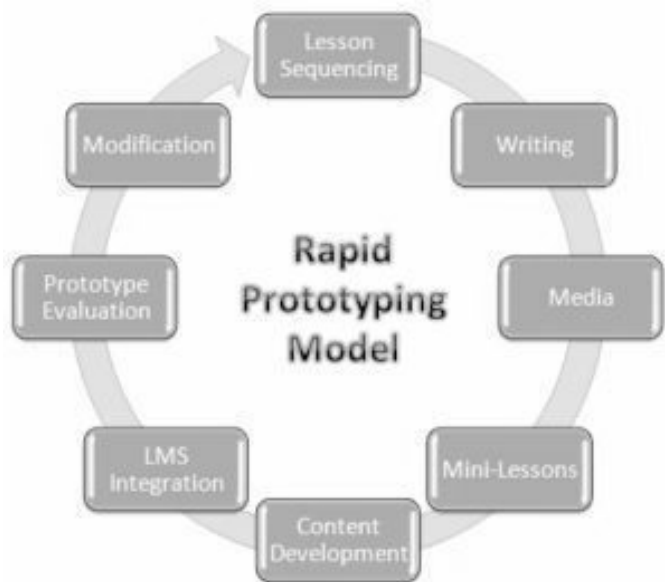 Lesson
Sequencing
Writing
Media
Mini-Lessons
Content
Development
LMS
Integration
Prototype
Evaluation
Modification
Rapid
Prototyping
Model